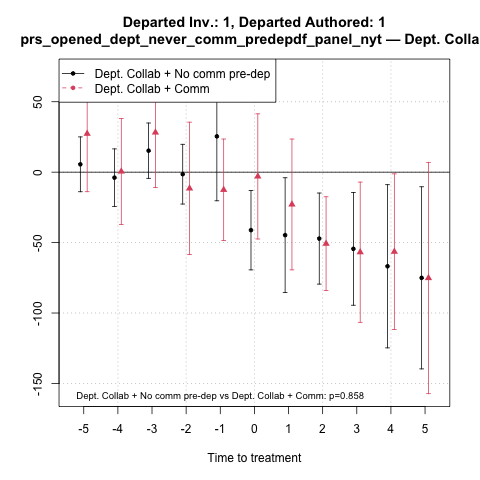 Departed Inv.: 1, Departed Authored: 1
prs_opened_dept_never_comm_predepdf_panel_nyt — Dept. Colla
Dept. Collab + No comm pre-dep
Dept. Collab + Comm
50
0
-50
-100
-150
Dept. Collab + No comm pre-dep vs Dept. Collab + Comm: p=0.858
-5 -4 -3 -2 -1 0 1 2 3 4 5
Time to treatment